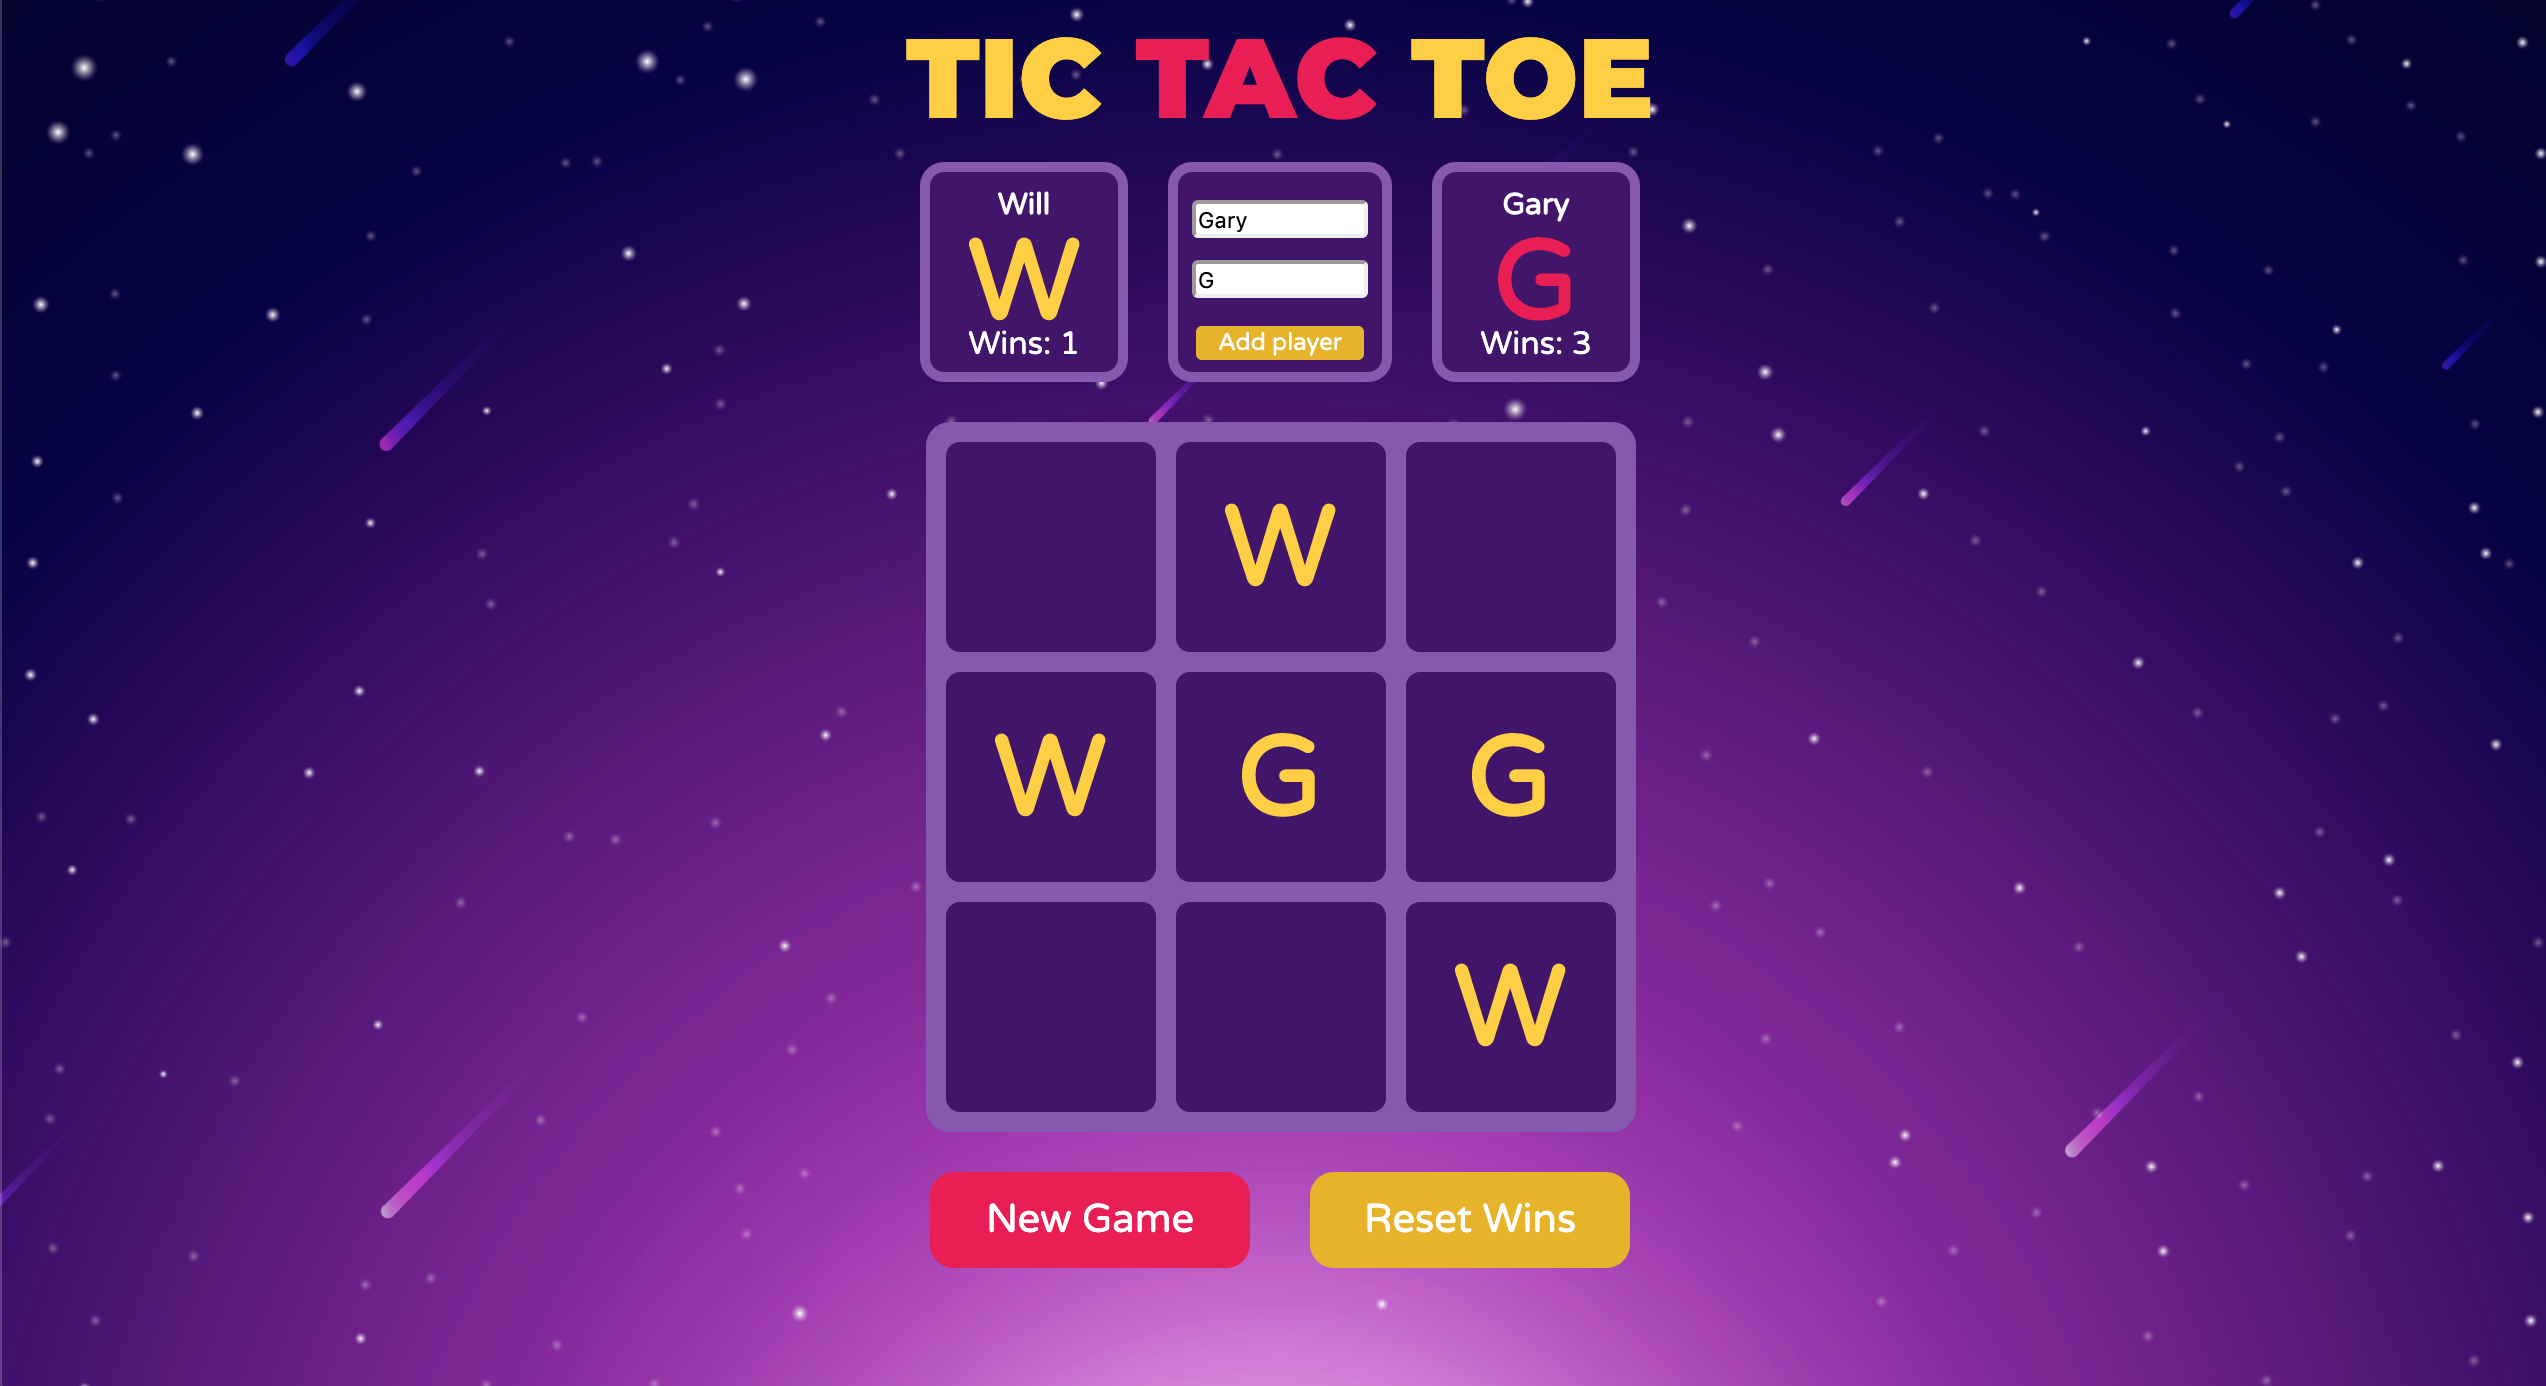 TIC TAC TOE
Will
W
Wins: 1
Gary
G
Add player
Gary
G
Wins: 3
W
W G G
W
New Game
Reset Wins